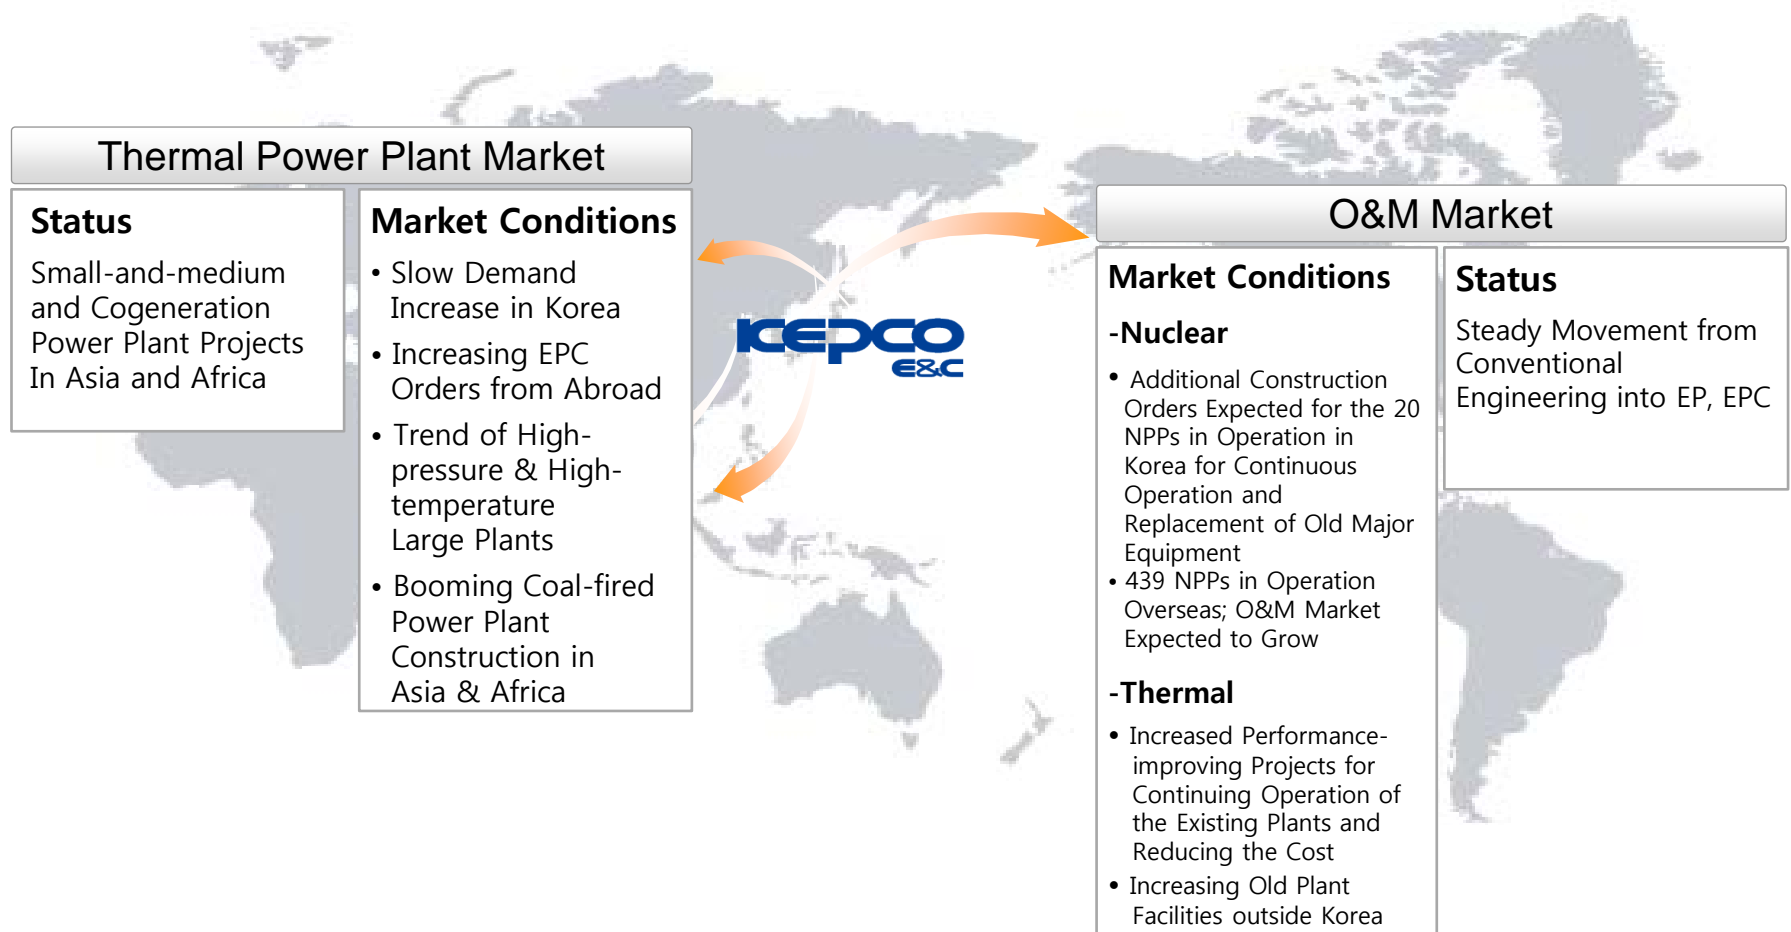 Thermal Power Plant Market
Status
Small-and-medium
and Cogeneration
Power Plant Projects
In Asia and Africa
Market Conditions
• Slow Demand
Increase in Korea
• Increasing EPC
Orders from Abroad
• Trend of High-
pressure & High-
temperature
Large Plants
• Booming Coal-fired
Power Plant
Construction in
Asia & Africa
KEPCO
E&C
O&M Market
Market Conditions
-Nuclear
• Additional Construction
Orders Expected for the 20
NPPs in Operation in
Korea for Continuous
Operation and
Replacement of Old Major
Equipment
• 439 NPPs in Operation
Overseas; O&M Market
Expected to Grow
-Thermal
• Increased Performance-
improving Projects for
Continuing Operation of
the Existing Plants and
Reducing the Cost
• Increasing Old Plant
Facilities outside Korea
Status
Steady Movement from
Conventional
Engineering into EP, EPC